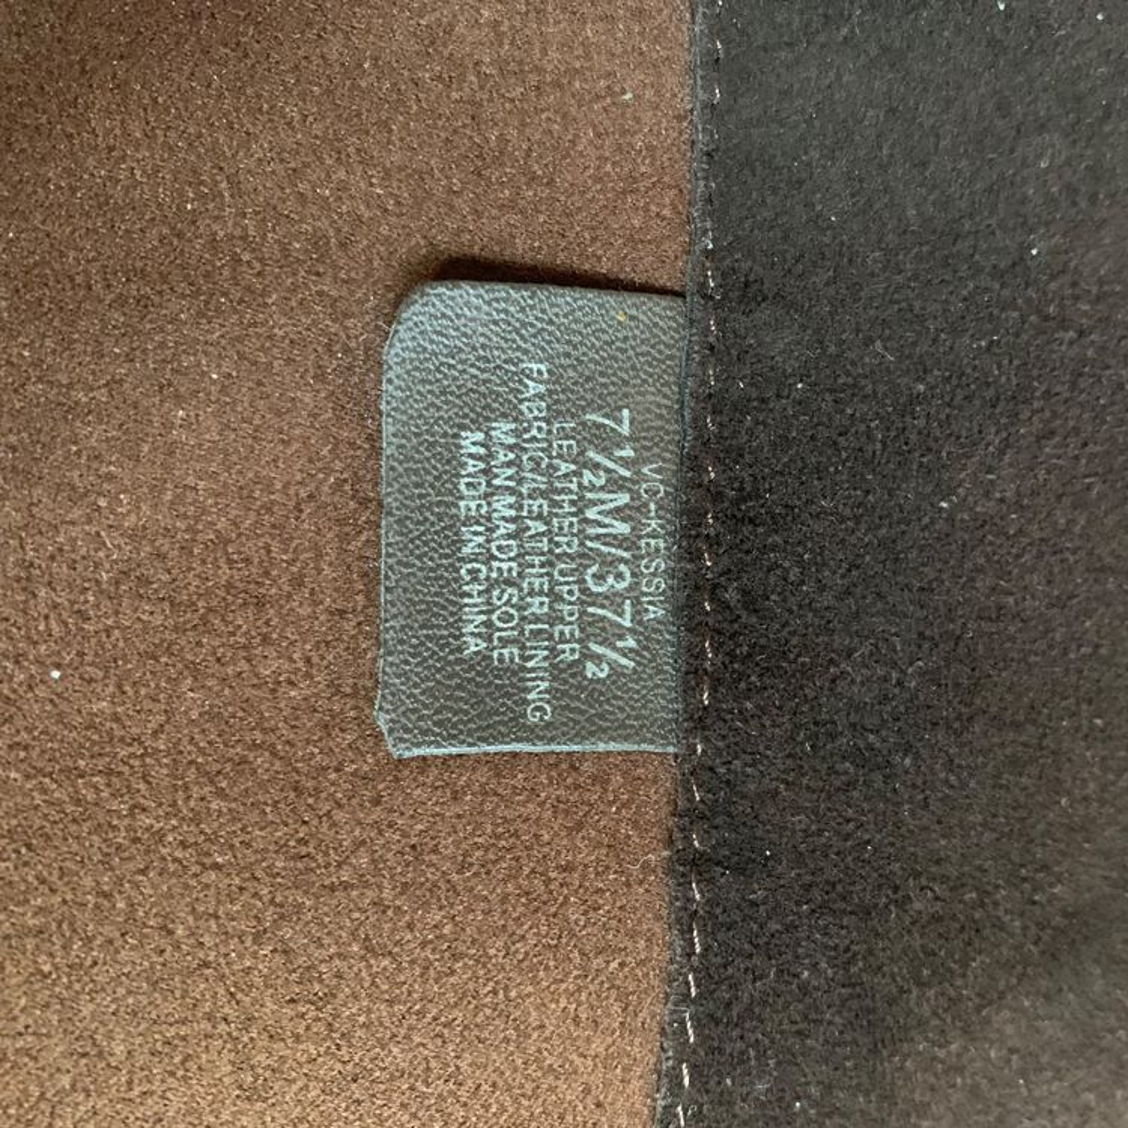 VC-KESSIA
7½M/37½
LEATHER UPPER
FABRIC/LEATHER LINING
MAN MADE SOLE
MADE IN CHINA